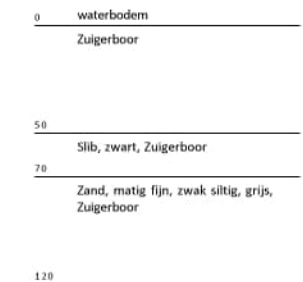 0 waterbodem
Zuigerboor
50
Slib, zwart, Zuigerboor
70
Zand, matig fijn, zwak siltig, grijs,
Zuigerboor
120